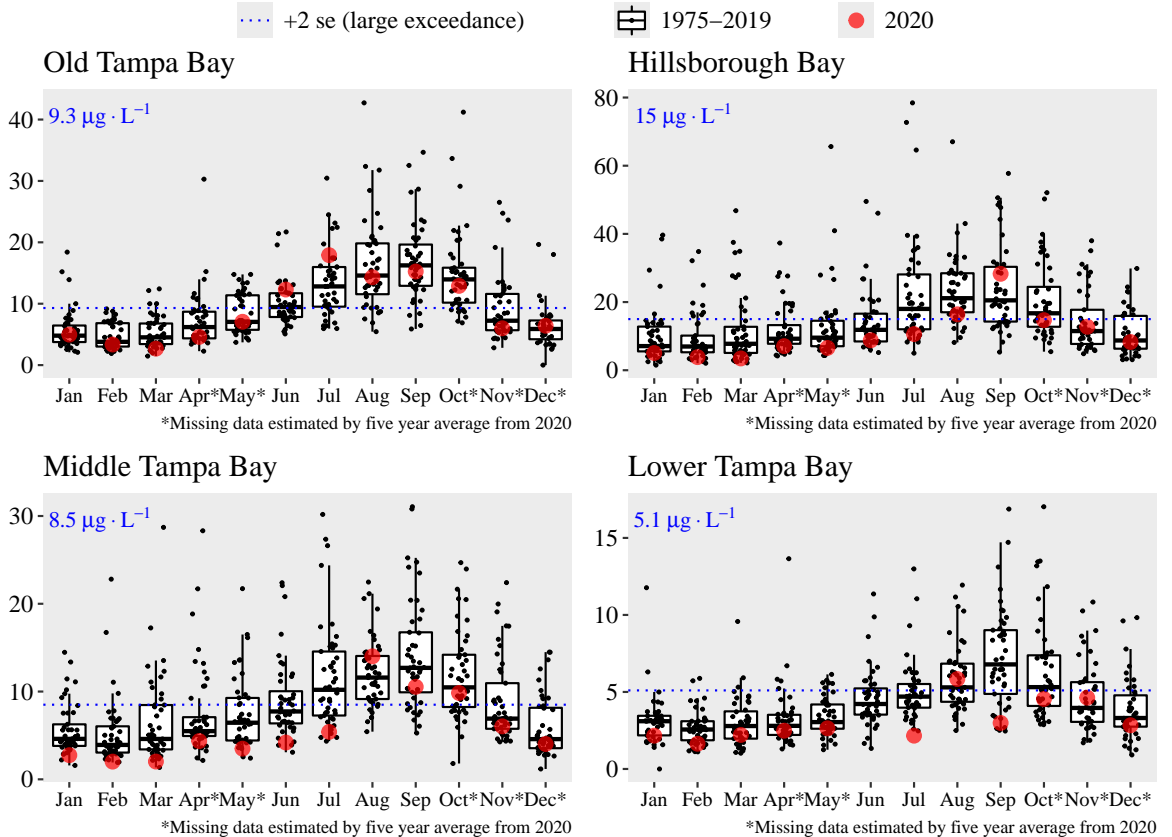 +2 se (large exceedance) 1975–2019 2020
Old Tampa Bay
9.3 μg · L⁻¹
40
30
20
10
0
Jan Feb Mar Apr* May* Jun Jul Aug Sep Oct* Nov* Dec*
*Missing data estimated by five year average from 2020
Hillsborough Bay
15 μg · L⁻¹
80
60
40
20
0
Jan Feb Mar Apr* May* Jun Jul Aug Sep Oct* Nov* Dec*
*Missing data estimated by five year average from 2020
Middle Tampa Bay
8.5 μg · L⁻¹
30
20
10
0
Jan Feb Mar Apr* May* Jun Jul Aug Sep Oct* Nov* Dec*
*Missing data estimated by five year average from 2020
Lower Tampa Bay
5.1 μg · L⁻¹
15
10
5
0
Jan Feb Mar Apr* May* Jun Jul Aug Sep Oct* Nov* Dec*
*Missing data estimated by five year average from 2020